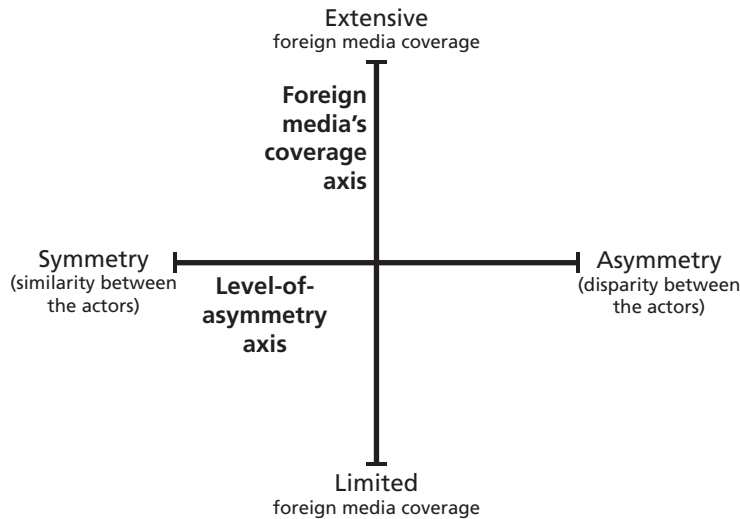 Extensive
foreign media coverage
Foreign
media's
coverage
axis
Symmetry
(similarity between
the actors)
Level-of-
asymmetry
axis
Asymmetry
(disparity between
the actors)
Limited
foreign media coverage